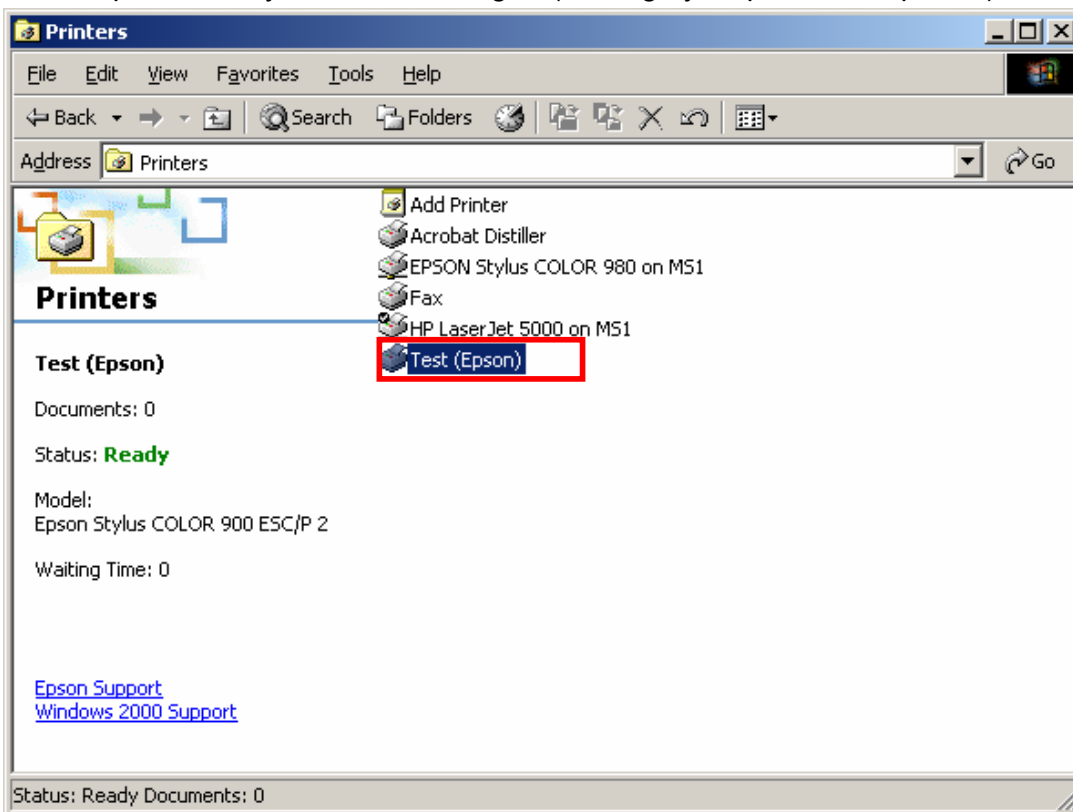 Printers
File Edit View Favorites Tools Help
Back Search Folders
Address Printers Go
Add Printer
Acrobat Distiller
EPSON Stylus COLOR 980 on MS1
Fax
HP LaserJet 5000 on MS1
Test (Epson)
Printers
Test (Epson)
Documents: 0
Status: Ready
Model:
Epson Stylus COLOR 900 ESC/P 2
Waiting Time: 0
Epson Support
Windows 2000 Support
Status: Ready Documents: 0